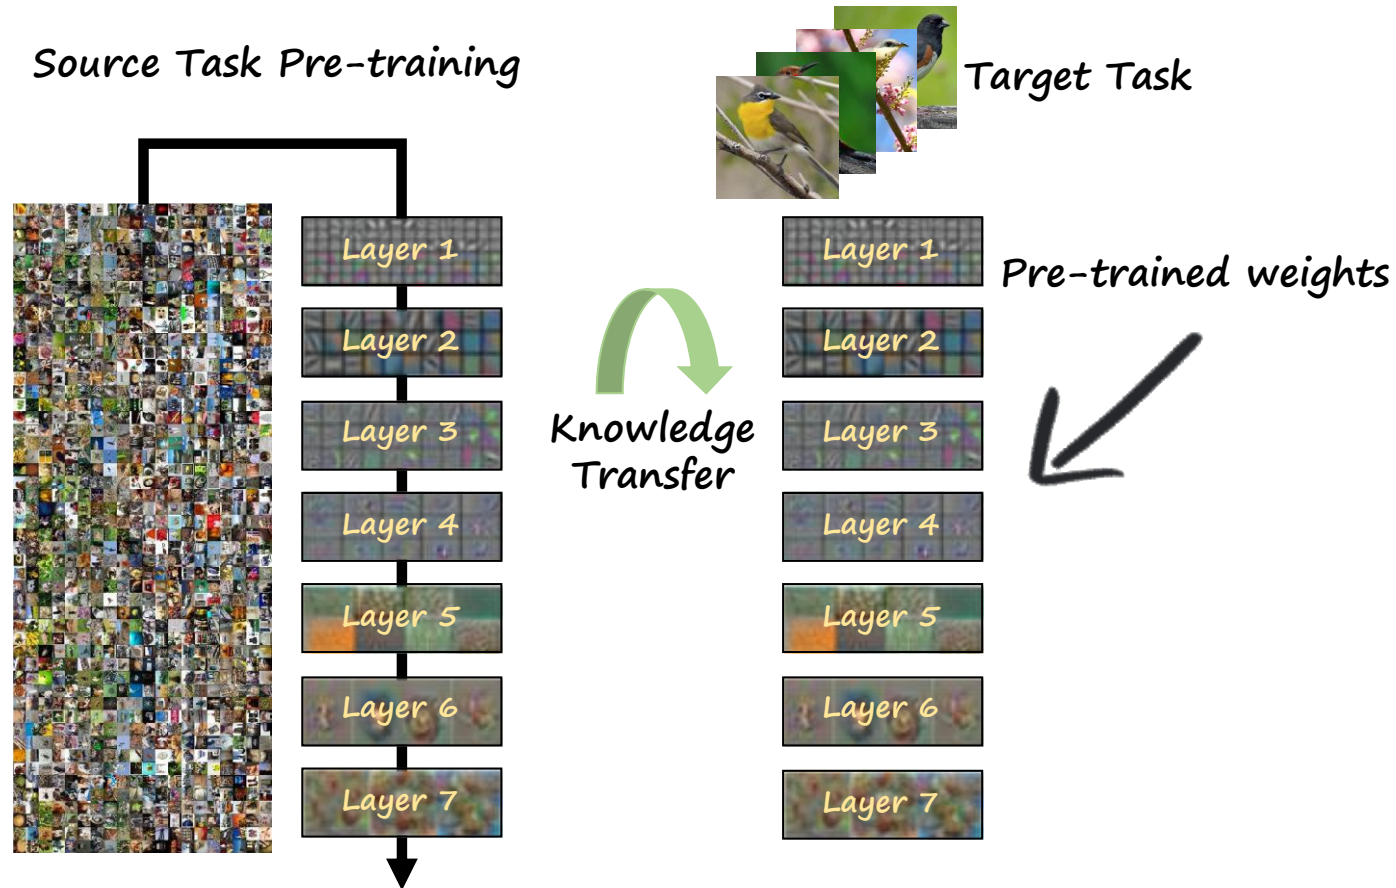 Source Task Pre-training
Target Task
Layer 1
Layer 2
Layer 3
Layer 4
Layer 5
Layer 6
Layer 7
Knowledge
Transfer
Layer 1
Layer 2
Layer 3
Layer 4
Layer 5
Layer 6
Layer 7
Pre-trained weights